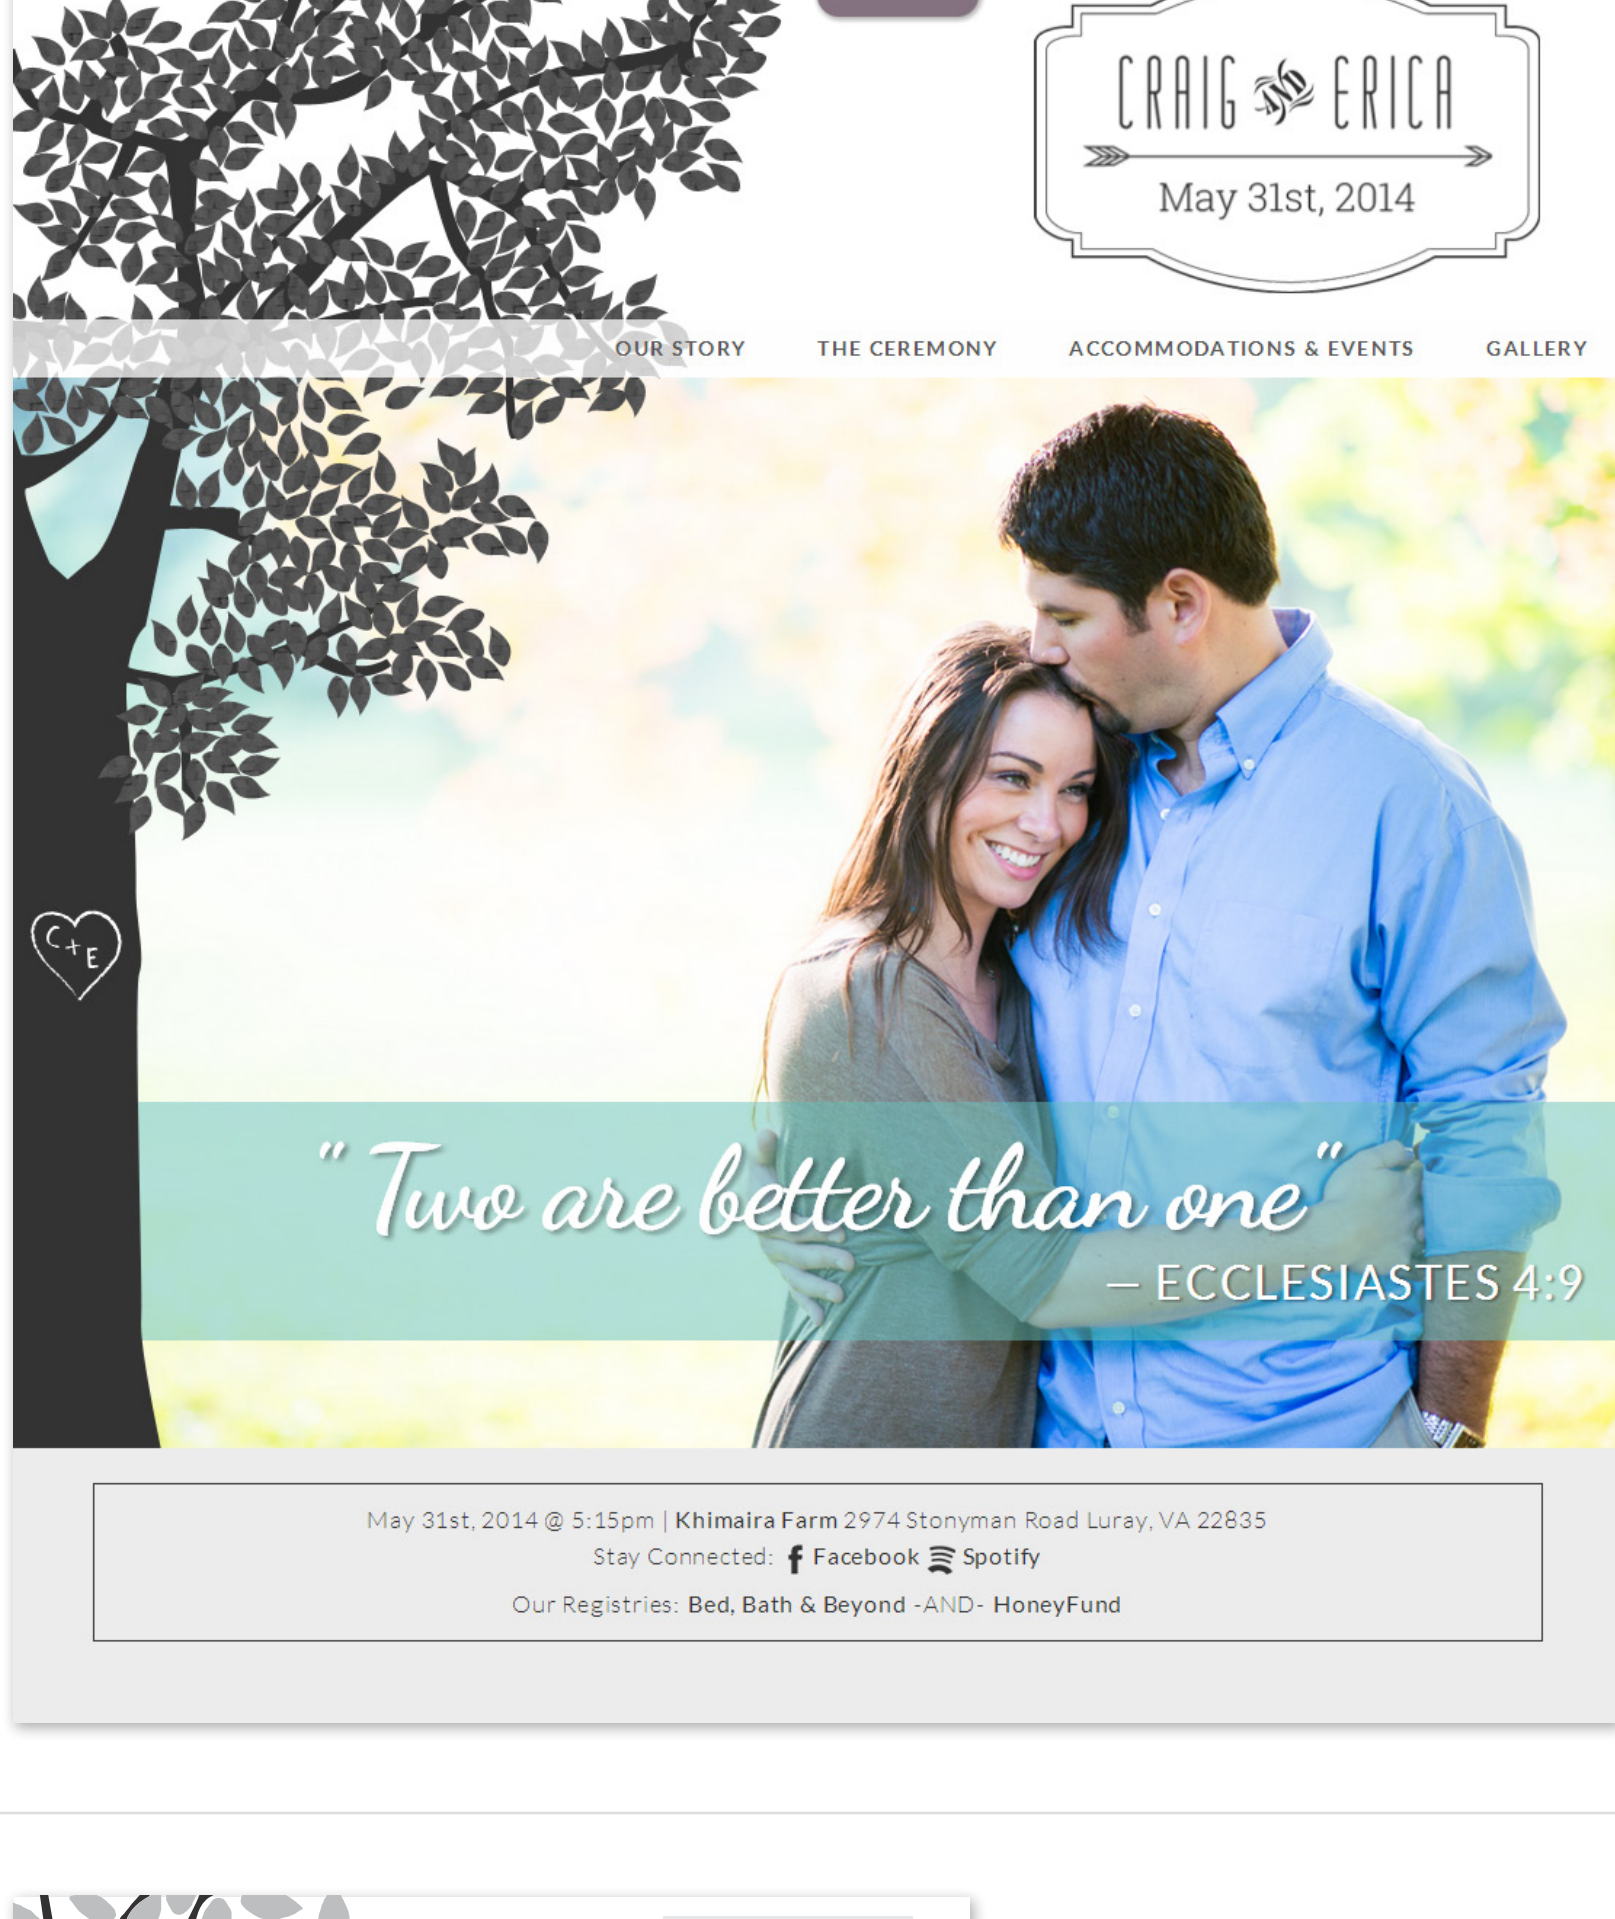 CRAIG AND ERICA
May 31st, 2014
OUR STORY THE CEREMONY ACCOMMODATIONS & EVENTS GALLERY
C + E
“Two are better than one”
— ECCLESIASTES 4:9
May 31st, 2014 @ 5:15pm | Khimaira Farm 2974 Stonyman Road Luray, VA 22835
Stay Connected: Facebook Spotify
Our Registries: Bed, Bath & Beyond -AND- HoneyFund